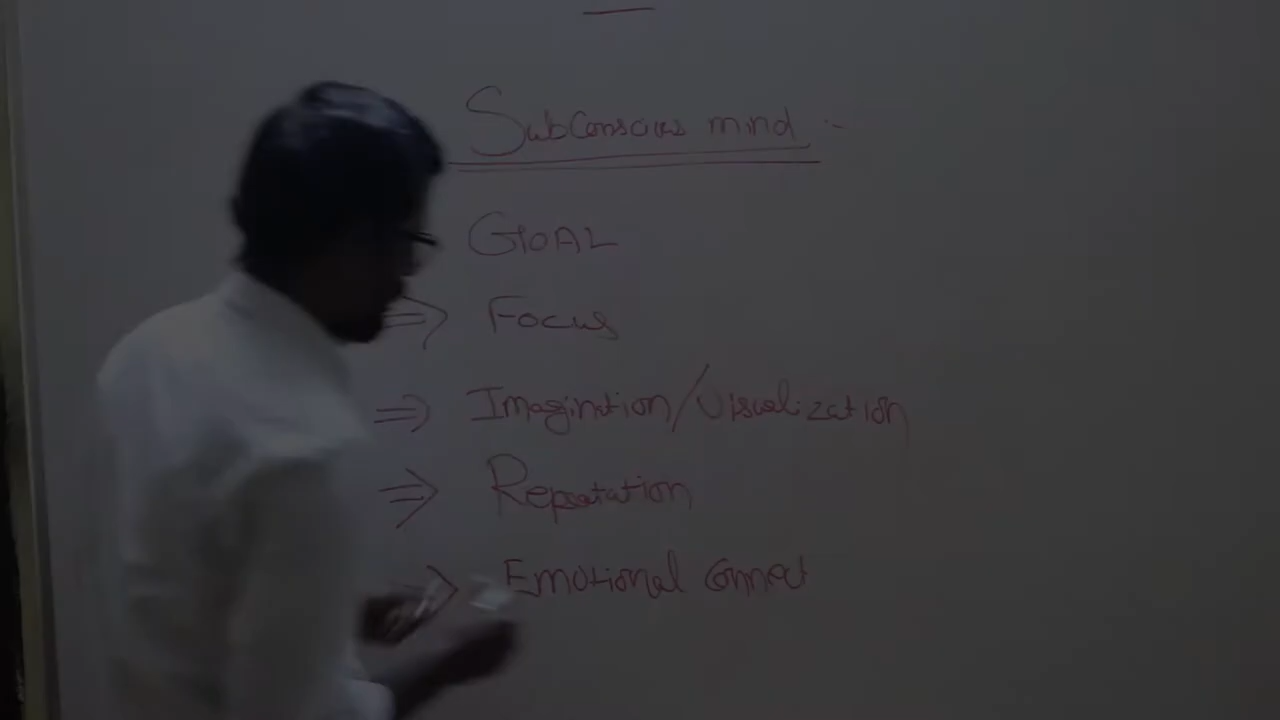 Subconscious mind :-
GOAL
⇒ Focus
⇒ Imagination/Visualization
⇒ Repetation
⇒ Emotional Connect